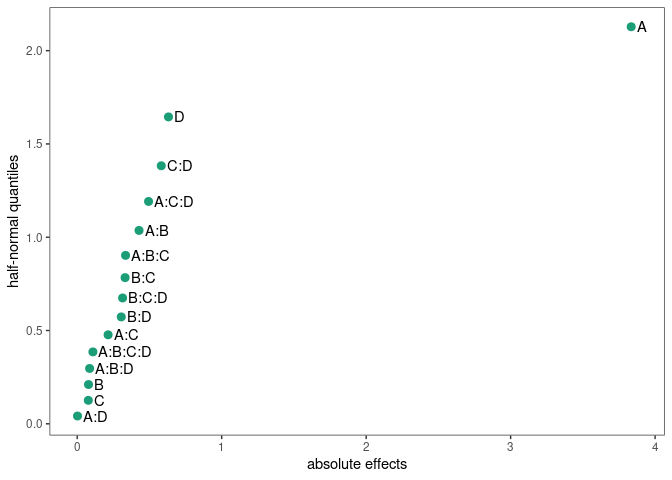 2.0
1.5
1.0
0.5
0.0
half-normal quantiles
A
D
C:D
A:C:D
A:B
A:B:C
B:C
B:C:D
B:D
A:C
A:B:C:D
A:B:D
B
C
A:D
0 1 2 3 4
absolute effects